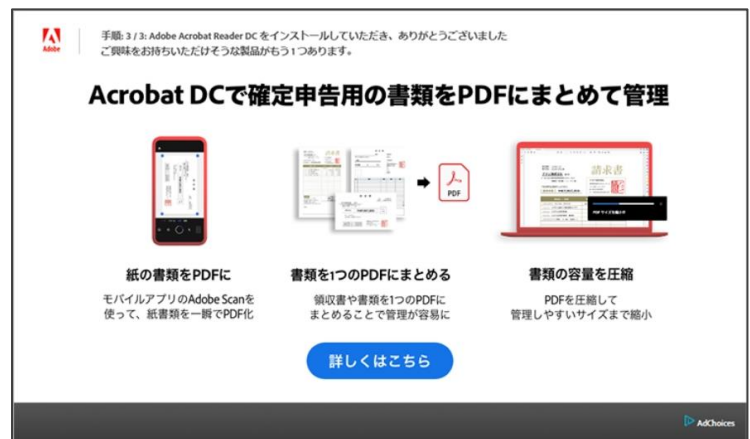 Adobe
手順: 3 / 3: Adobe Acrobat Reader DC をインストールしていただき、ありがとうございました
ご興味をお持ちいただけそうな製品がもう1つあります。
Acrobat DCで確定申告用の書類をPDFにまとめて管理
PDF
請求書
PDF サイズを縮小中
紙の書類をPDFに
モバイルアプリのAdobe Scanを
使って、紙書類を一瞬でPDF化
書類を1つのPDFにまとめる
領収書や書類を1つのPDFに
まとめることで管理が容易に
書類の容量を圧縮
PDFを圧縮して
管理しやすいサイズまで縮小
詳しくはこちら
AdChoices